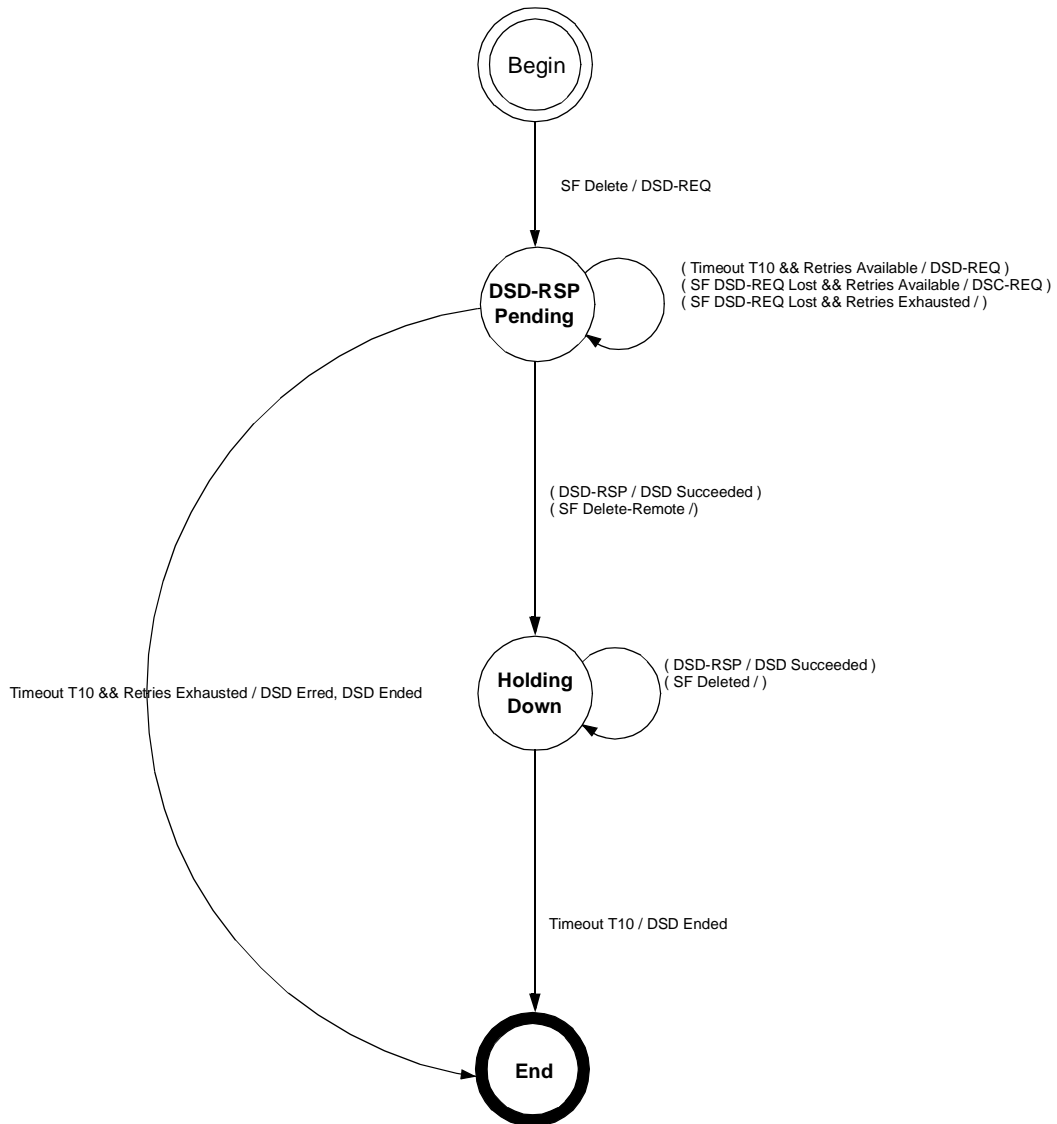 Begin
SF Delete / DSD-REQ
DSD-RSP
Pending
( Timeout T10 && Retries Available / DSD-REQ )
( SF DSD-REQ Lost && Retries Available / DSC-REQ )
( SF DSD-REQ Lost && Retries Exhausted / )
( DSD-RSP / DSD Succeeded )
( SF Delete-Remote /)
Holding
Down
( DSD-RSP / DSD Succeeded )
( SF Deleted / )
Timeout T10 && Retries Exhausted / DSD Erred, DSD Ended
Timeout T10 / DSD Ended
End